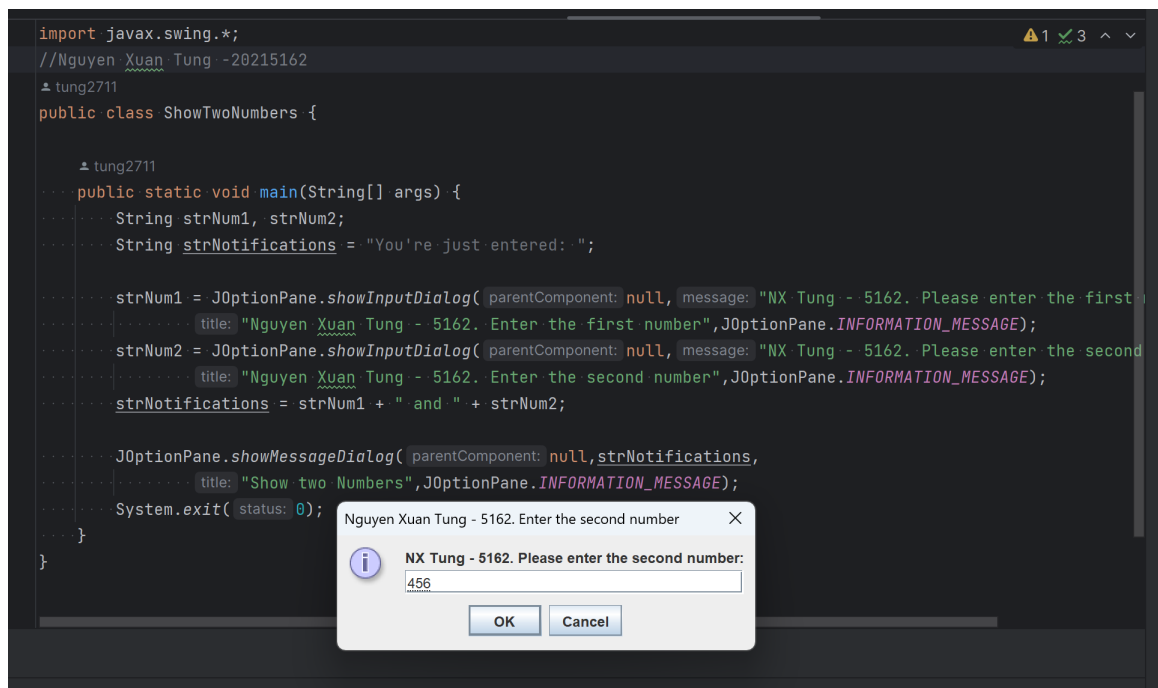 import javax.swing.*;
1 3
//Nguyen Xuan Tung -20215162
tung2711
public class ShowTwoNumbers {
tung2711
public static void main(String[] args) {
String strNum1, strNum2;
String strNotifications = "You're just entered: ";
strNum1 = JOptionPane.showInputDialog( parentComponent: null, message: "NX Tung - 5162. Please enter the first
title: "Nguyen Xuan Tung - 5162. Enter the first number",JOptionPane.INFORMATION_MESSAGE);
strNum2 = JOptionPane.showInputDialog( parentComponent: null, message: "NX Tung - 5162. Please enter the second
title: "Nguyen Xuan Tung - 5162. Enter the second number",JOptionPane.INFORMATION_MESSAGE);
strNotifications = strNum1 + " and " + strNum2;
JOptionPane.showMessageDialog( parentComponent: null,strNotifications,
title: "Show two Numbers",JOptionPane.INFORMATION_MESSAGE);
System.exit( status: 0);
}
}
Nguyen Xuan Tung - 5162. Enter the second number
NX Tung - 5162. Please enter the second number:
456
OK Cancel